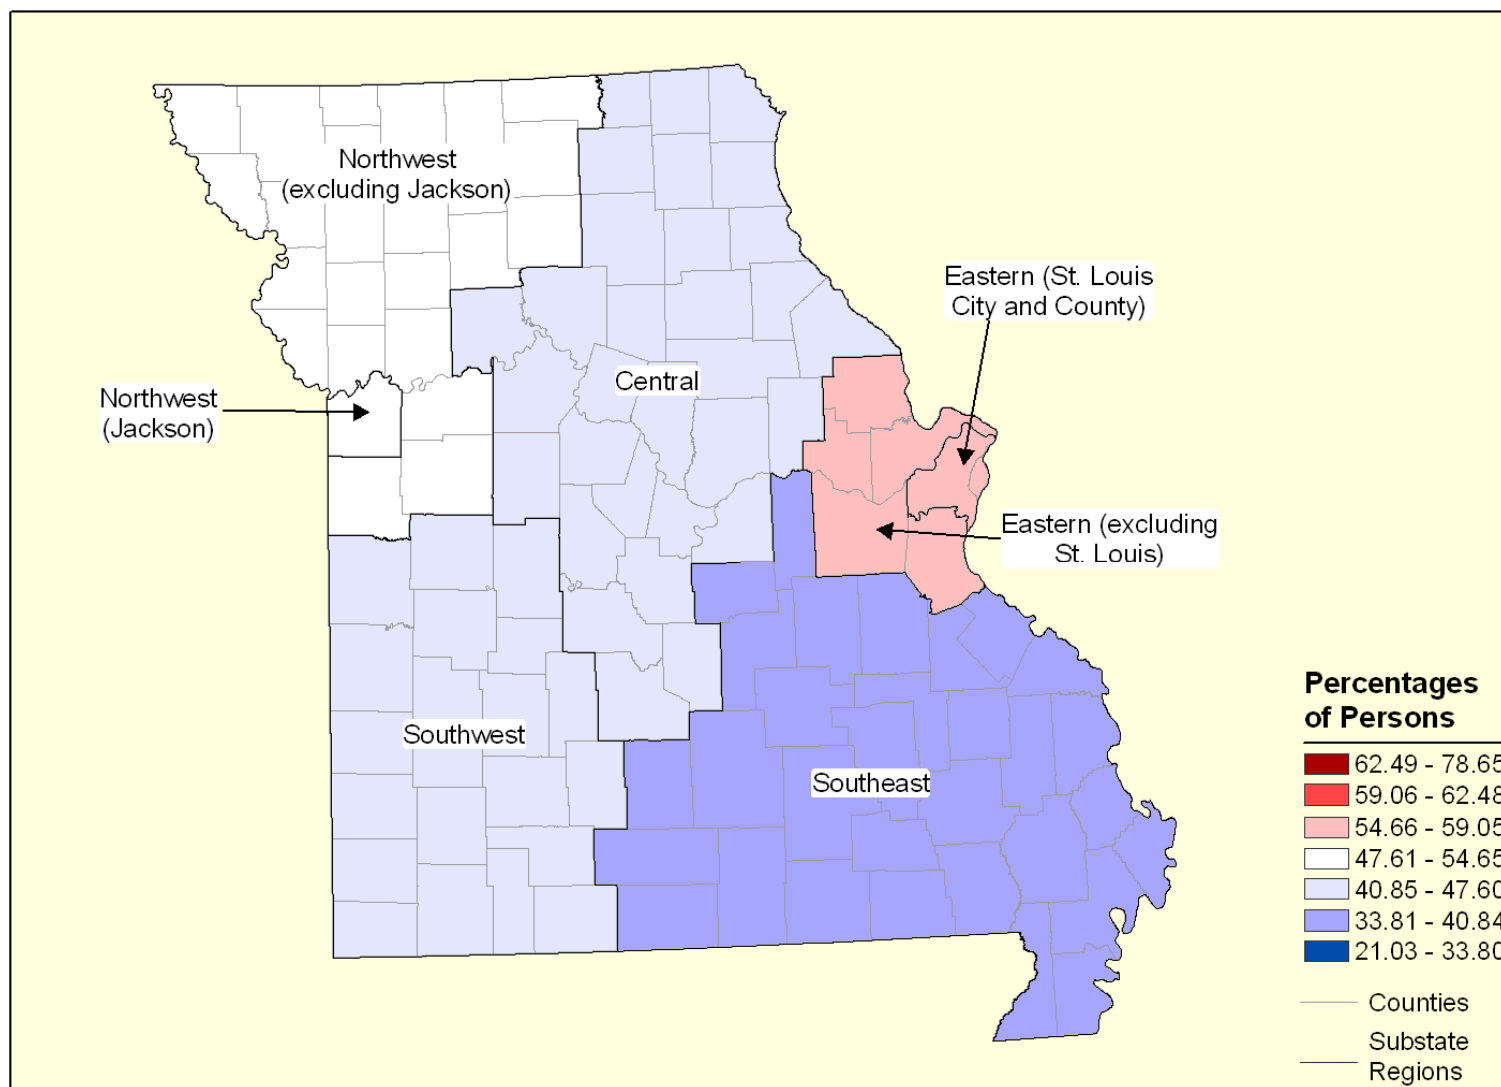 Northwest
(excluding Jackson)
Eastern (St. Louis
City and County)
Central
Northwest
(Jackson)
Eastern (excluding
St. Louis)
Southwest
Southeast
Percentages
of Persons
62.49 - 78.65
59.06 - 62.48
54.66 - 59.05
47.61 - 54.65
40.85 - 47.60
33.81 - 40.84
21.03 - 33.80
Counties
Substate
Regions